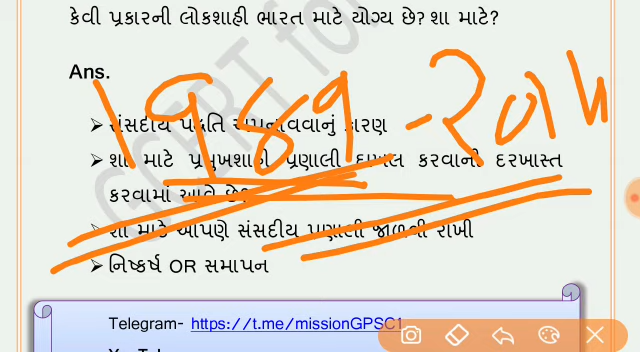 કેવી પ્રકારની લોકશાહી ભારત માટે યોગ્ય છે? શા માટે?
Ans.
1989 - 2014
➢ સંસદીય પદ્ધતિ અપનાવવાનું કારણ
➢ શા માટે પ્રમુખશાહી પ્રણાલી દાખલ કરવાની દરખાસ્ત
કરવામાં આવે છે?
➢ શા માટે આપણે સંસદીય પ્રણાલી જાળવી રાખી
➢ નિષ્કર્ષ OR સમાપન
Telegram- https://t.me/missionGPSC1